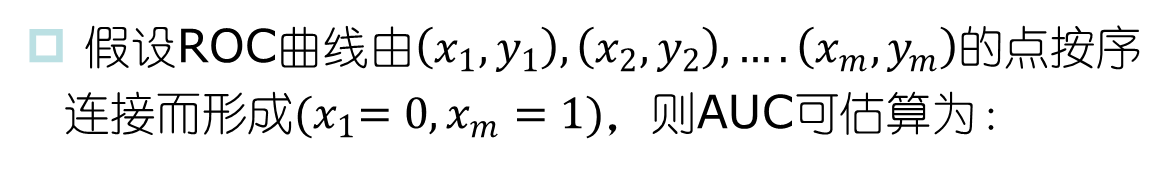 假设ROC曲线由(x₁, y₁), (x₂, y₂), …. (xₘ, yₘ)的点按序
连接而形成(x₁= 0, xₘ = 1)，则AUC可估算为：